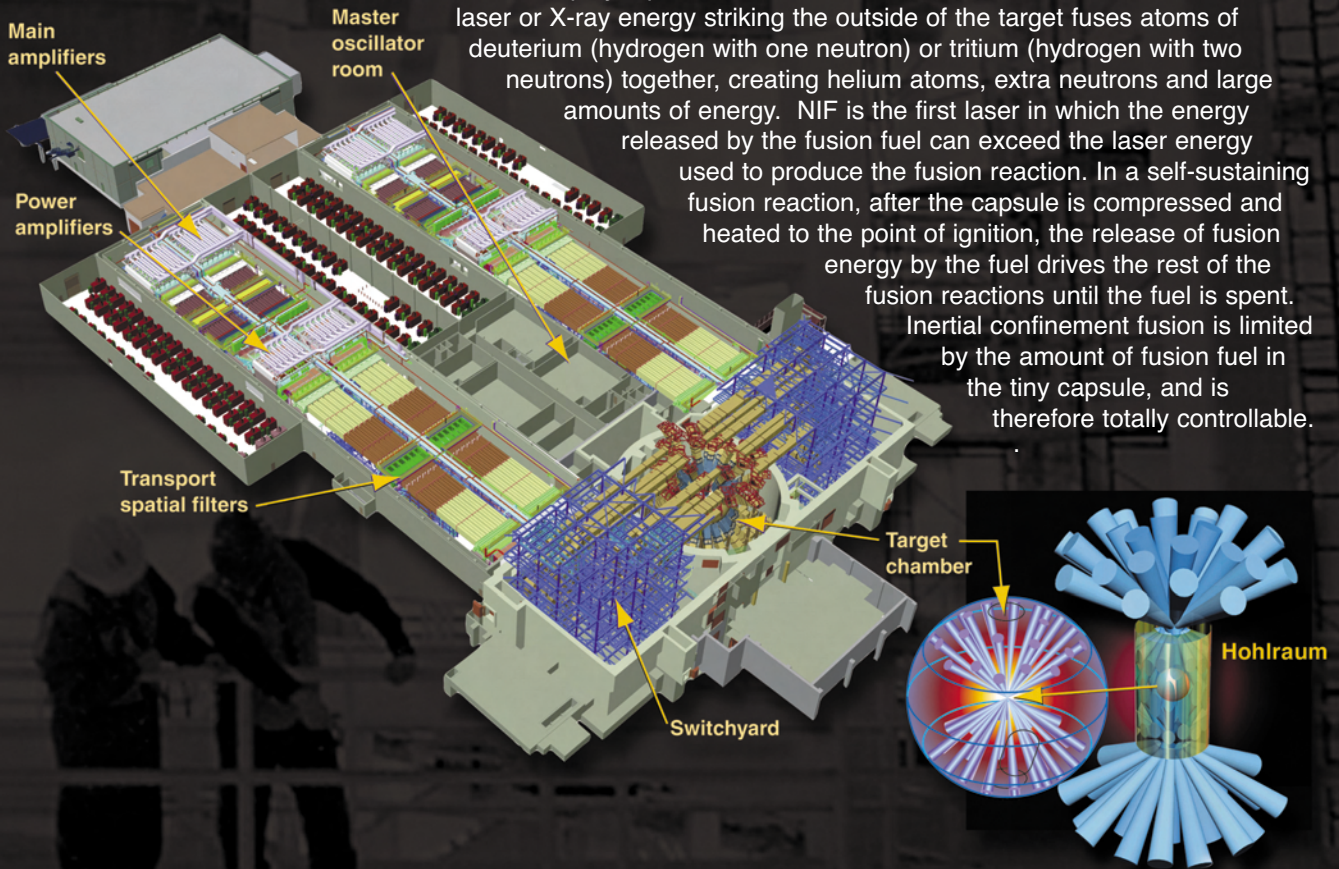 laser or X-ray energy striking the outside of the target fuses atoms of
deuterium (hydrogen with one neutron) or tritium (hydrogen with two
neutrons) together, creating helium atoms, extra neutrons and large
amounts of energy.  NIF is the first laser in which the energy
released by the fusion fuel can exceed the laser energy
used to produce the fusion reaction. In a self-sustaining
fusion reaction, after the capsule is compressed and
heated to the point of ignition, the release of fusion
energy by the fuel drives the rest of the
fusion reactions until the fuel is spent.
Inertial confinement fusion is limited
by the amount of fusion fuel in
the tiny capsule, and is
therefore totally controllable.
.
Main
amplifiers
Master
oscillator
room
Power
amplifiers
Transport
spatial filters
Target
chamber
Hohlraum
Switchyard